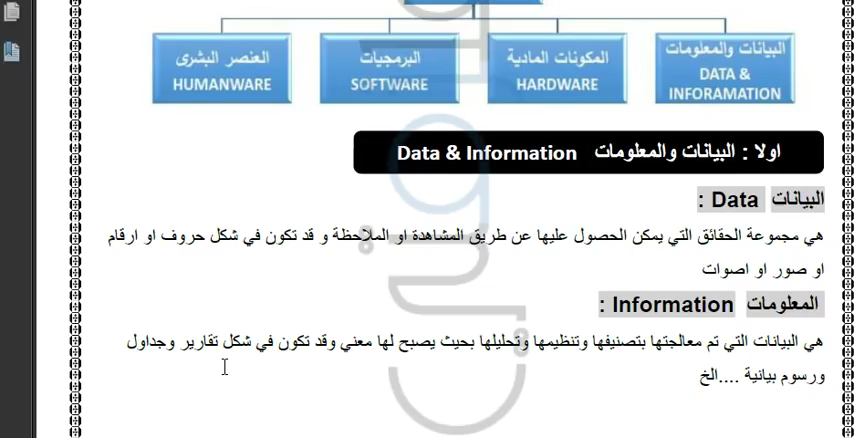 البيانات والمعلومات
DATA &
INFORAMATION
المكونات المادية
HARDWARE
البرمجيات
SOFTWARE
العنصر البشرى
HUMANWARE
اولا : البيانات والمعلومات Data & Information
البيانات Data :
هي مجموعة الحقائق التي يمكن الحصول عليها عن طريق المشاهدة او الملاحظة و قد تكون في شكل حروف او ارقام
او صور او اصوات
المعلومات Information :
هي البيانات التي تم معالجتها بتصنيفها وتنظيمها وتحليلها بحيث يصبح لها معني وقد تكون في شكل تقارير وجداول
ورسوم بيانية ....الخ